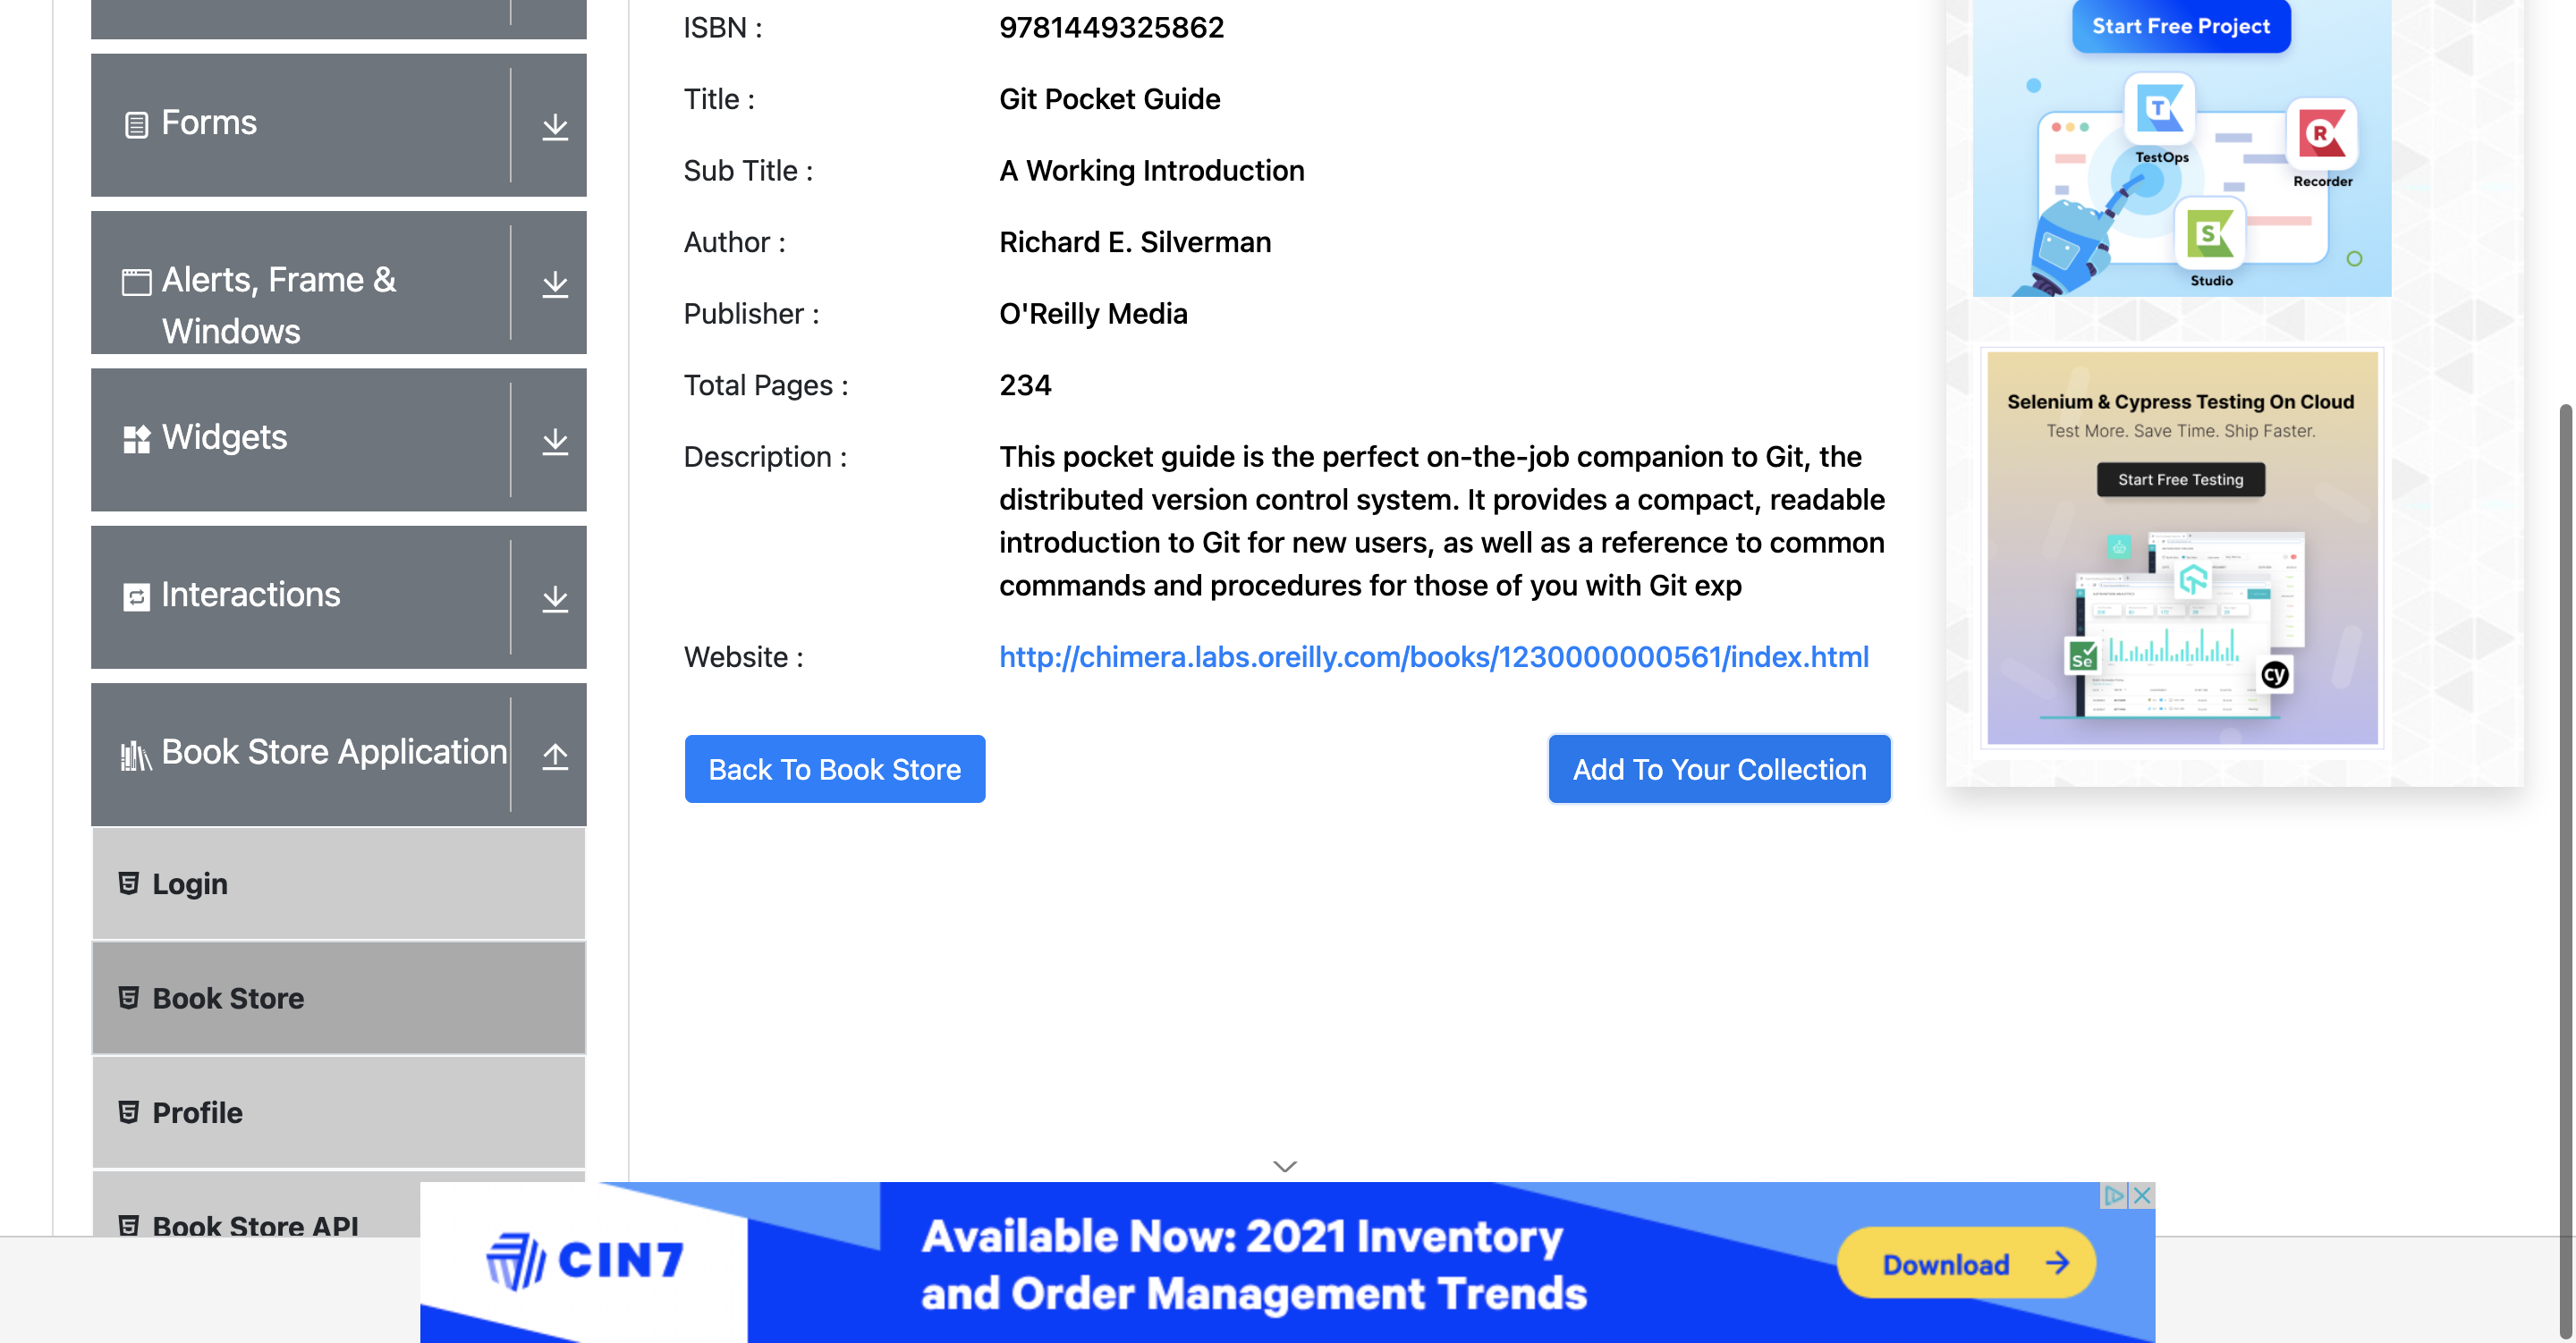 Forms
Alerts, Frame &
Windows
Widgets
Interactions
Book Store Application
Login
Book Store
Profile
Book Store API
ISBN : 9781449325862
Title : Git Pocket Guide
Sub Title : A Working Introduction
Author : Richard E. Silverman
Publisher : O'Reilly Media
Total Pages : 234
Description : This pocket guide is the perfect on-the-job companion to Git, the
distributed version control system. It provides a compact, readable
introduction to Git for new users, as well as a reference to common
commands and procedures for those of you with Git exp
Website : http://chimera.labs.oreilly.com/books/1230000000561/index.html
Back To Book Store
Add To Your Collection
Start Free Project
T
TestOps
R
Recorder
S
Studio
Selenium & Cypress Testing On Cloud
Test More. Save Time. Ship Faster.
Start Free Testing
Se
cy
CIN7
Available Now: 2021 Inventory
and Order Management Trends
Download